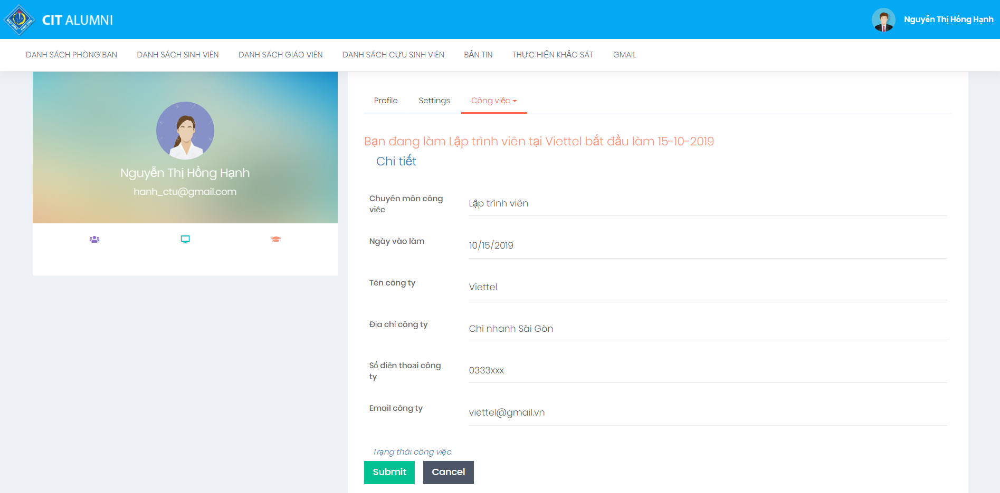 ĐẠI HỌC CẦN THƠ
CIT ALUMNI
Nguyễn Thị Hồng Hạnh
DANH SÁCH PHÒNG BAN DANH SÁCH SINH VIÊN DANH SÁCH GIÁO VIÊN DANH SÁCH CỰU SINH VIÊN BẢN TIN THỰC HIỆN KHẢO SÁT GMAIL
Nguyễn Thị Hồng Hạnh
hanh_ctu@gmail.com
Profile Settings Công việc
Bạn đang làm Lập trình viên tại Viettel bắt đầu làm 15-10-2019
Chi tiết
Chuyên môn công
việc
Lập trình viên
Ngày vào làm
10/15/2019
Tên công ty
Viettel
Địa chỉ công ty
Chi nhanh Sài Gòn
Số điện thoại công
ty
0333xxx
Email công ty
viettel@gmail.vn
Trạng thái công việc
Submit Cancel